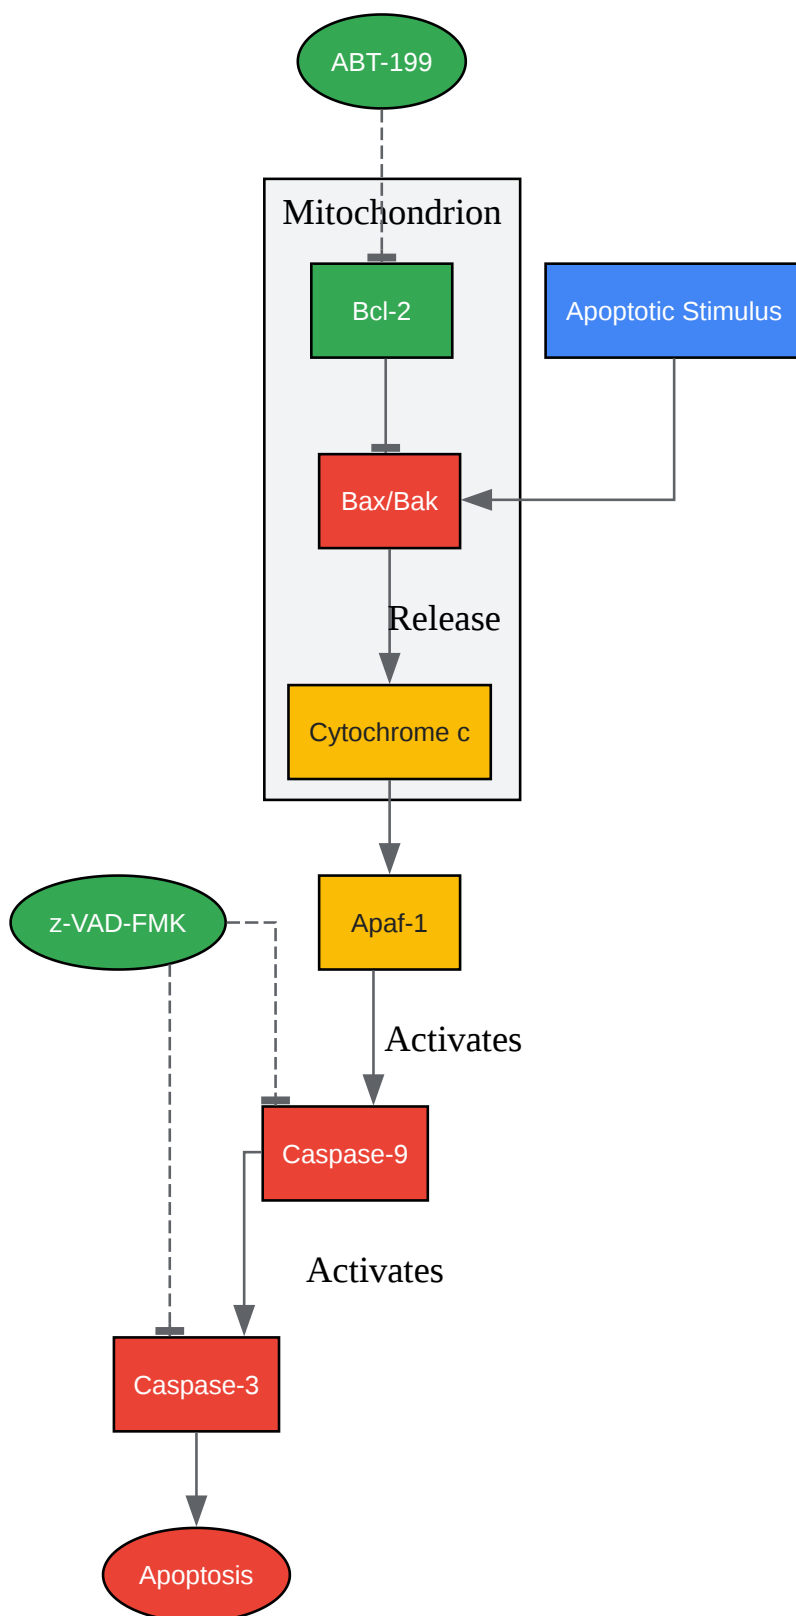 ABT-199
Mitochondrion
Bcl-2
Apoptotic Stimulus
Bax/Bak
Release
Cytochrome c
z-VAD-FMK
Apaf-1
Activates
Caspase-9
Activates
Caspase-3
Apoptosis